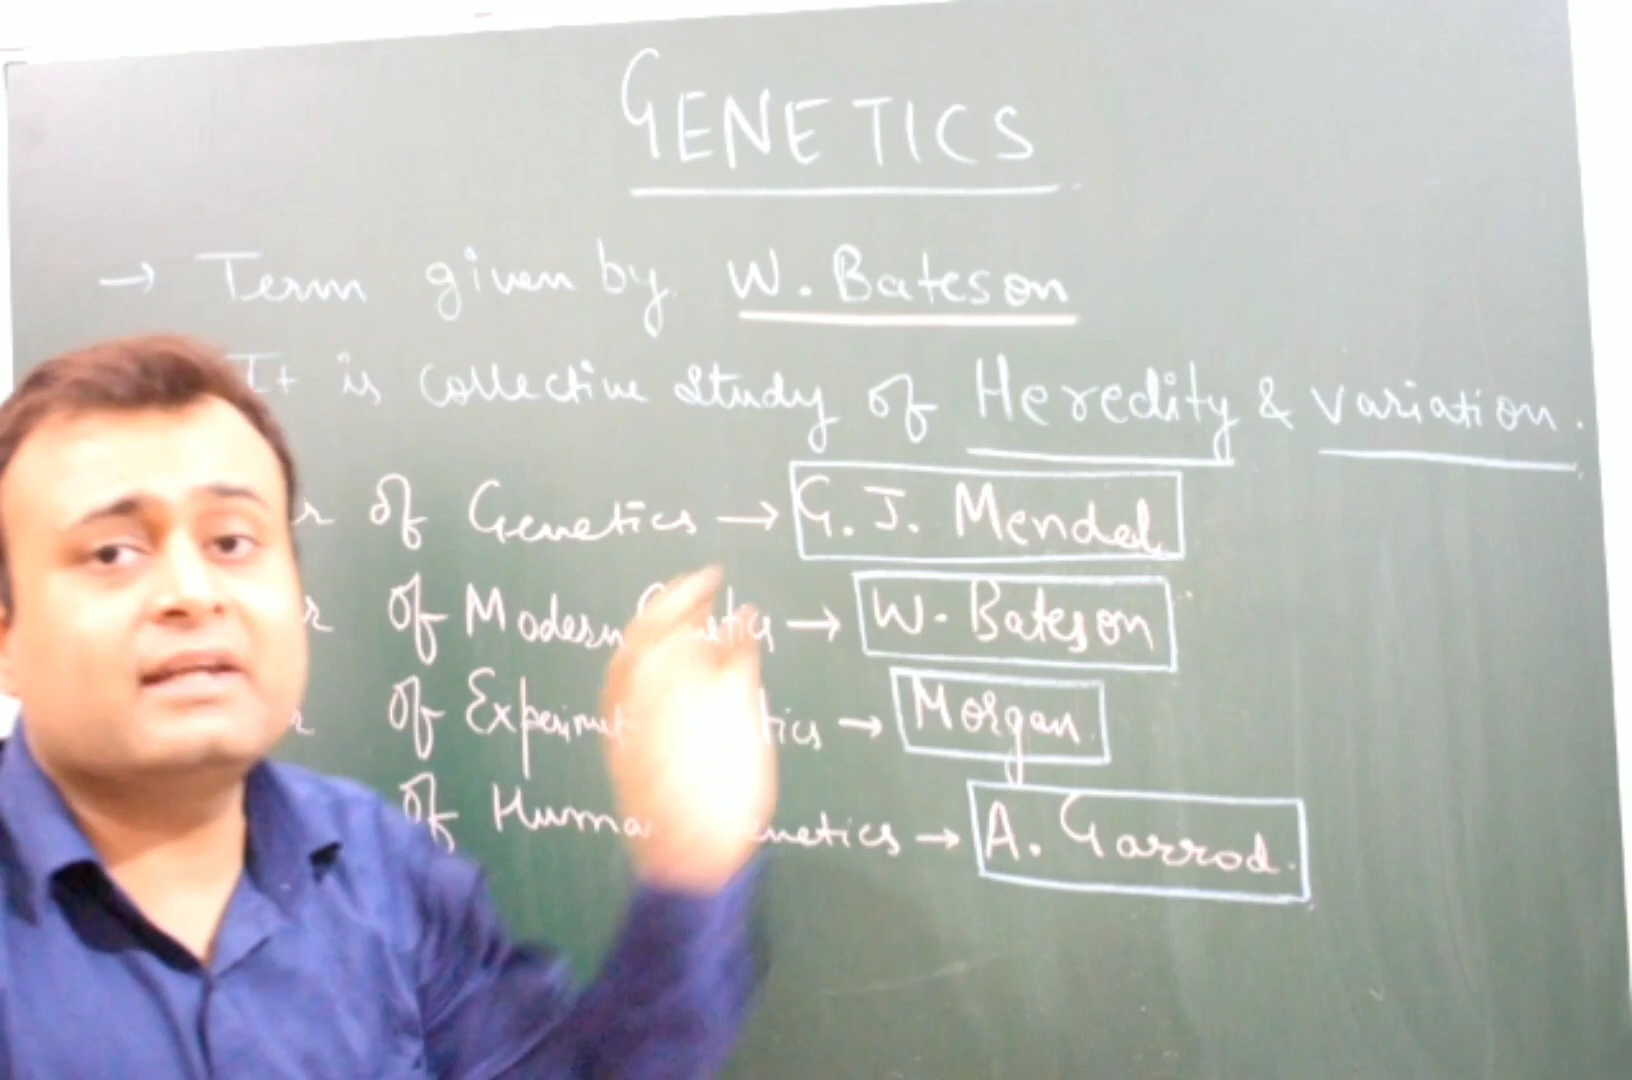 GENETICS
→ Term given by W. Bateson
It is collective study of Heredity & variation.
of Genetics → G. J. Mendel
of Modern → W. Bateson
of → Morgan
of → A. Garrod.